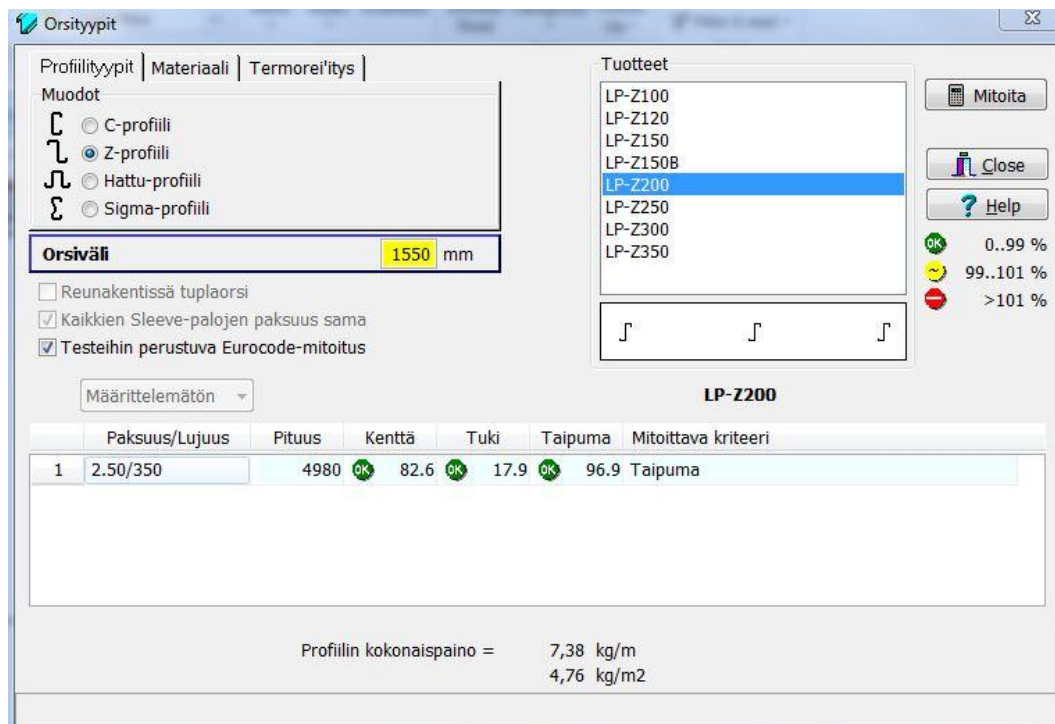 Orsityypit
Profiilityypit Materiaali Termorei'itys
Muodot
C-profiili
Z-profiili
Hattu-profiili
Sigma-profiili
Orsiväli 1550 mm
Reunakentissä tuplaorsi
Kaikkien Sleeve-palojen paksuus sama
Testeihin perustuva Eurocode-mitoitus
Määrittelemätön
Tuotteet
LP-Z100
LP-Z120
LP-Z150
LP-Z150B
LP-Z200
LP-Z250
LP-Z300
LP-Z350
Mitoita
Close
Help
OK 0..99 %
~ 99..101 %
>101 %
LP-Z200
Paksuus/Lujuus Pituus Kenttä Tuki Taipuma Mitoittava kriteeri
1 2.50/350 4980 OK 82.6 OK 17.9 OK 96.9 Taipuma
Profiilin kokonaispaino = 7,38 kg/m
4,76 kg/m2